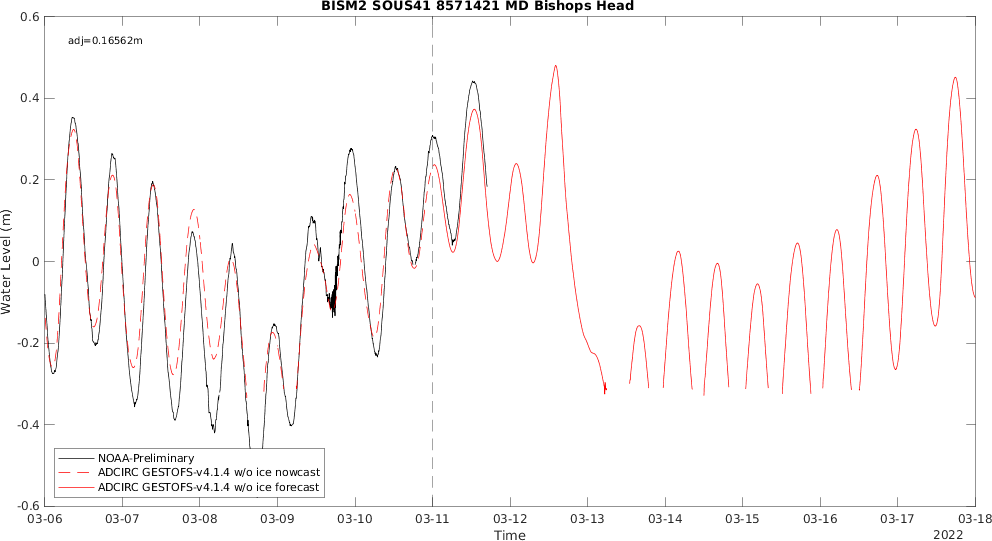 BISM2 SOUS41 8571421 MD Bishops Head
adj=0.16562m
0.6
0.4
0.2
0
-0.2
-0.4
-0.6
Water Level (m)
NOAA-Preliminary
ADCIRC GESTOFS-v4.1.4 w/o ice nowcast
ADCIRC GESTOFS-v4.1.4 w/o ice forecast
03-06 03-07 03-08 03-09 03-10 03-11 03-12 03-13 03-14 03-15 03-16 03-17 03-18
Time
2022